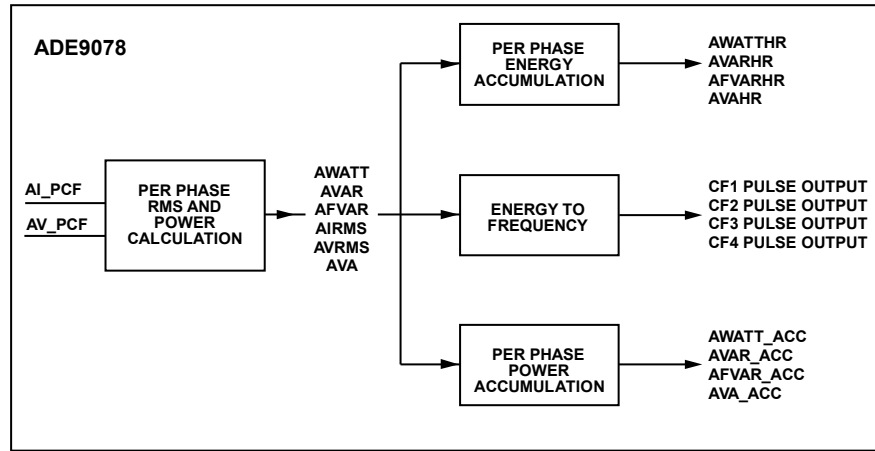 ADE9078
AI_PCF
AV_PCF
PER PHASE
RMS AND
POWER
CALCULATION
AWATT
AVAR
AFVAR
AIRMS
AVRMS
AVA
PER PHASE
ENERGY
ACCUMULATION
AWATTHR
AVARHR
AFVARHR
AVAHR
ENERGY TO
FREQUENCY
CF1 PULSE OUTPUT
CF2 PULSE OUTPUT
CF3 PULSE OUTPUT
CF4 PULSE OUTPUT
PER PHASE
POWER
ACCUMULATION
AWATT_ACC
AVAR_ACC
AFVAR_ACC
AVA_ACC